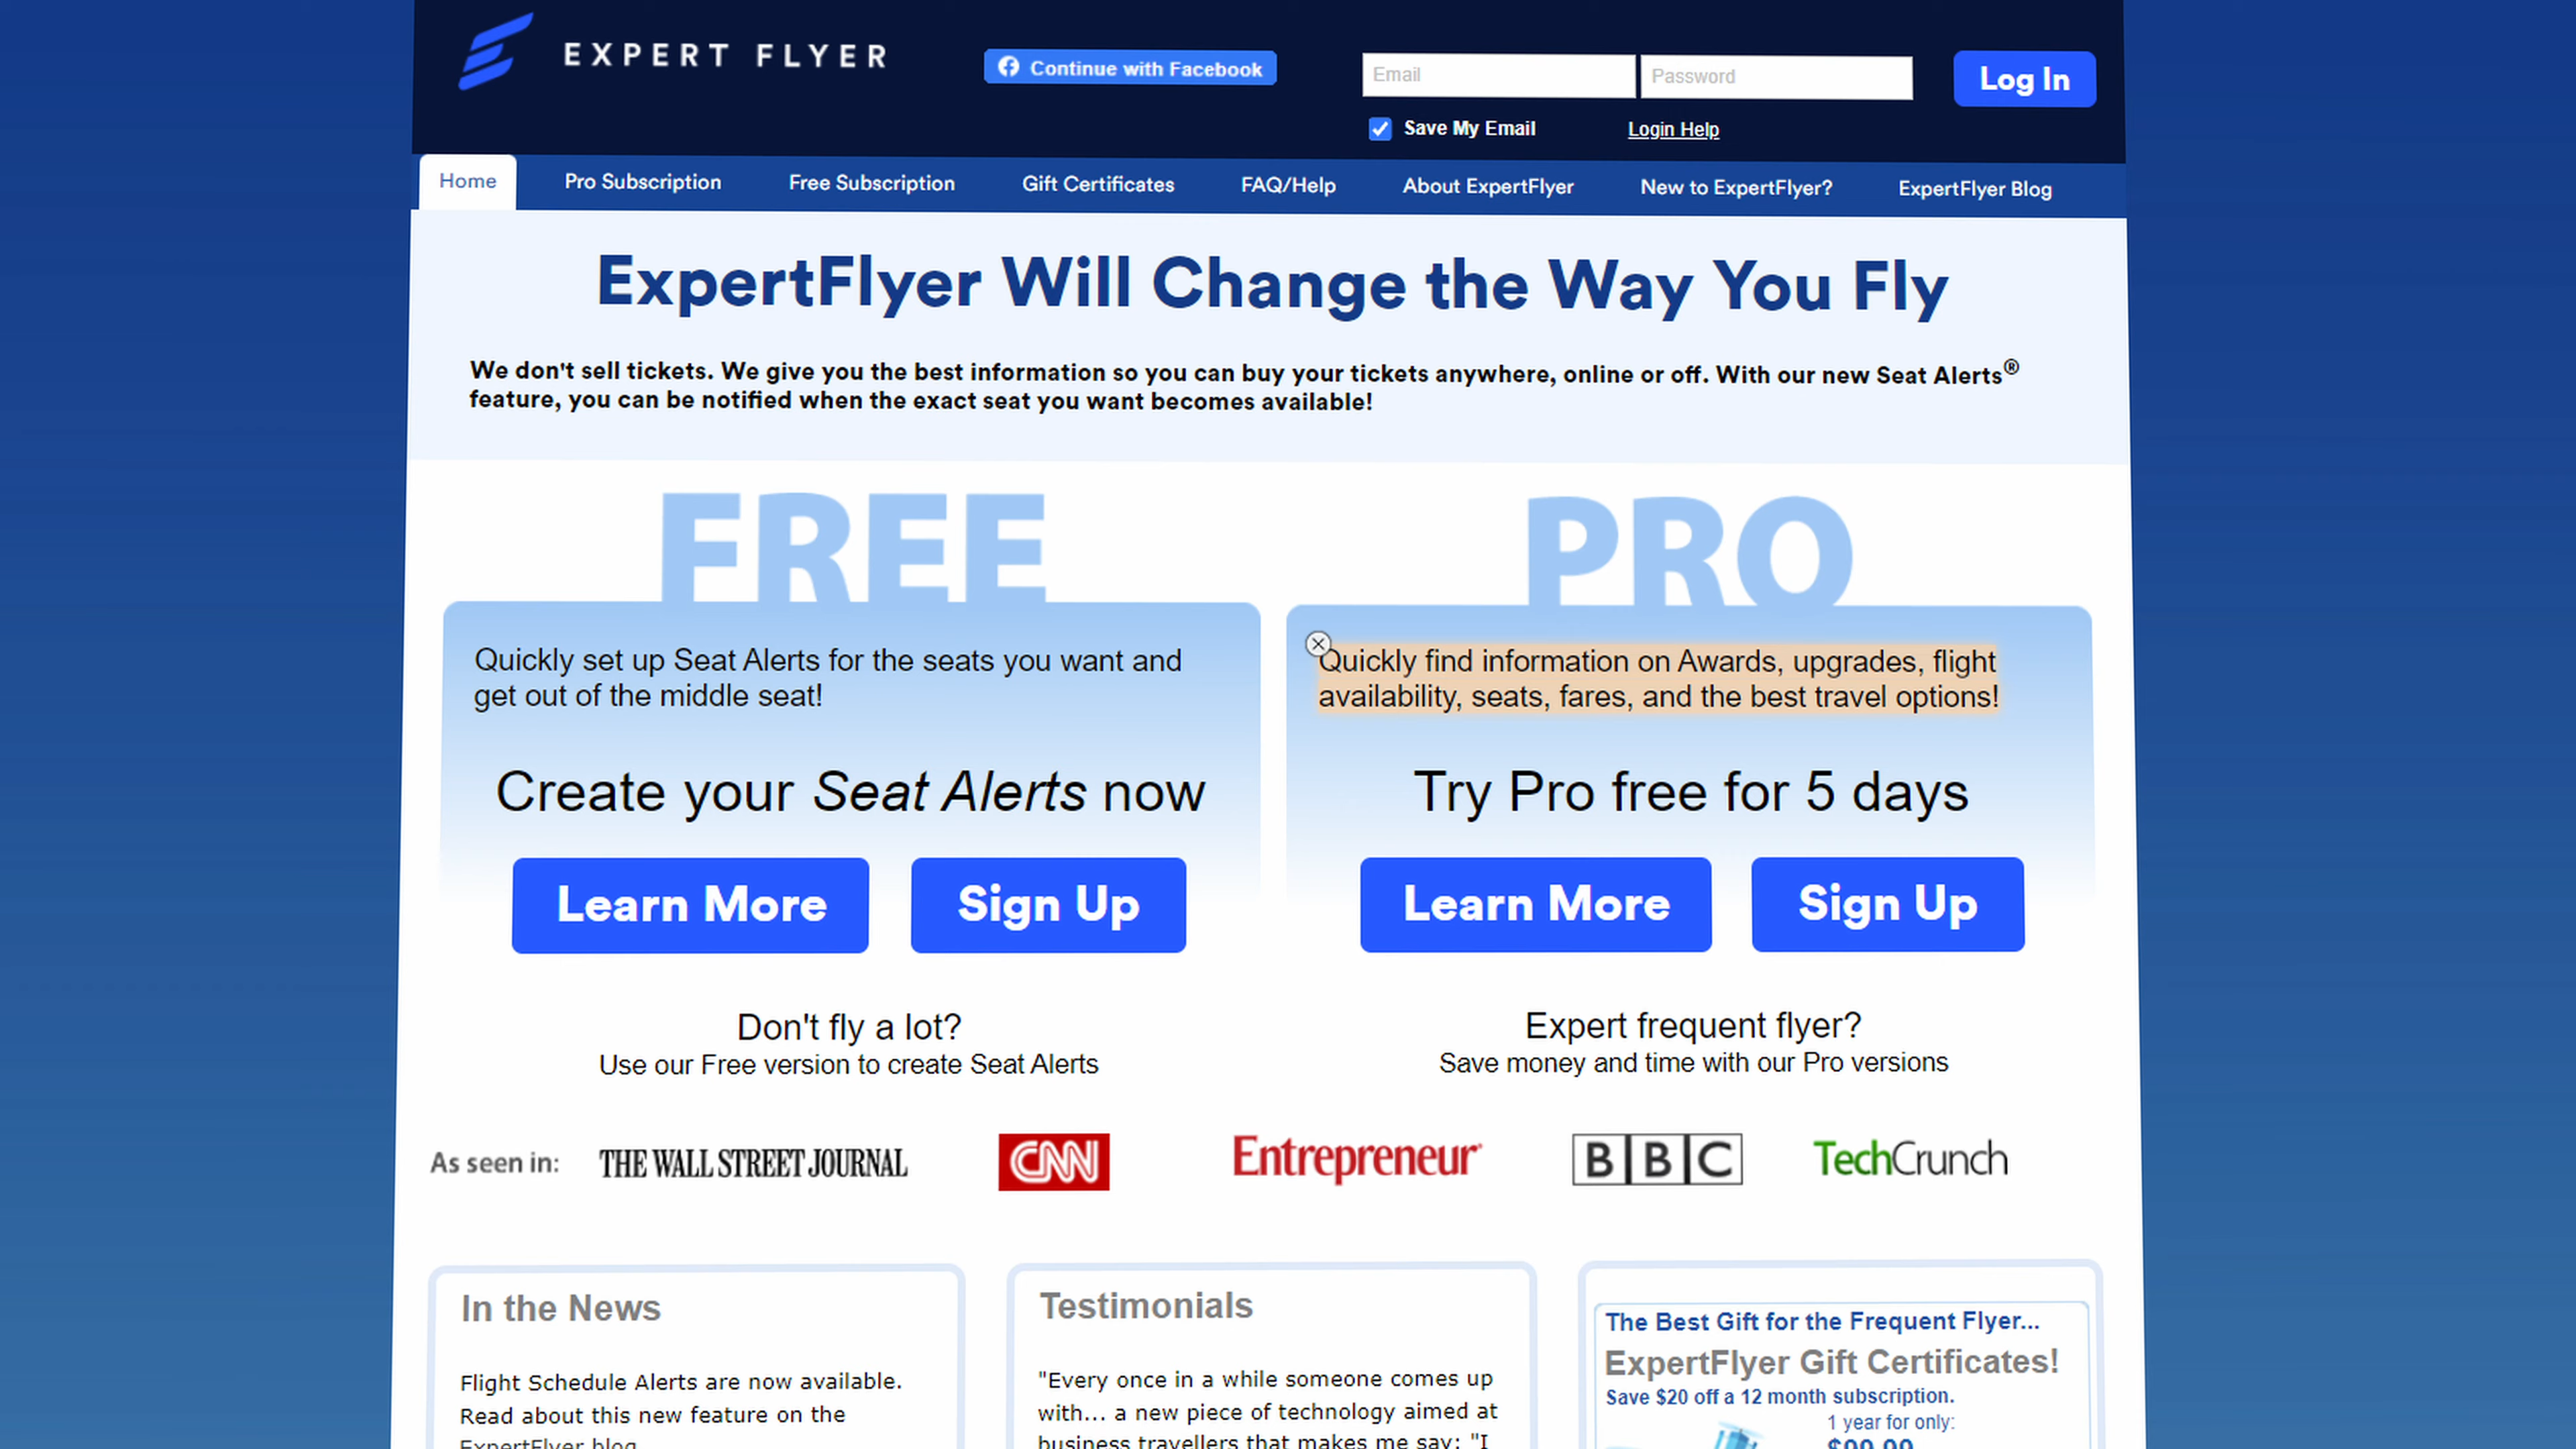 EXPERT FLYER
Continue with Facebook
Email
Password
Log In
Save My Email
Login Help
Home
Pro Subscription
Free Subscription
Gift Certificates
FAQ/Help
About ExpertFlyer
New to ExpertFlyer?
ExpertFlyer Blog
ExpertFlyer Will Change the Way You Fly
We don't sell tickets. We give you the best information so you can buy your tickets anywhere, online or off. With our new Seat Alerts®
feature, you can be notified when the exact seat you want becomes available!
FREE
Quickly set up Seat Alerts for the seats you want and
get out of the middle seat!
Create your Seat Alerts now
Learn More
Sign Up
Don't fly a lot?
Use our Free version to create Seat Alerts
PRO
Quickly find information on Awards, upgrades, flight
availability, seats, fares, and the best travel options!
Try Pro free for 5 days
Learn More
Sign Up
Expert frequent flyer?
Save money and time with our Pro versions
As seen in:
THE WALL STREET JOURNAL
CNN
Entrepreneur
BBC
TechCrunch
In the News
Flight Schedule Alerts are now available.
Read about this new feature on the
ExpertFlyer blog
Testimonials
"Every once in a while someone comes up
with... a new piece of technology aimed at
business travellers that makes me say: "I
The Best Gift for the Frequent Flyer...
ExpertFlyer Gift Certificates!
Save $20 off a 12 month subscription.
1 year for only:
$99.99